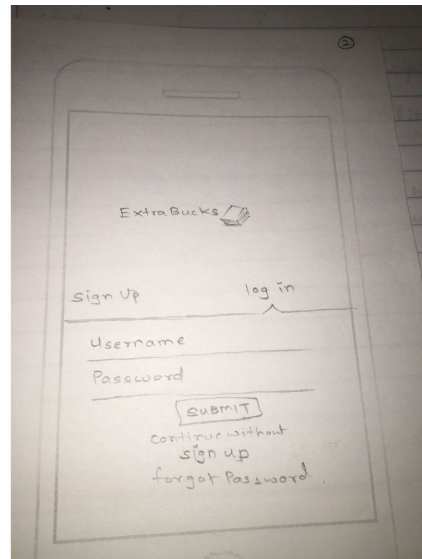 2
ExtraBucks
Sign Up log in
Username
Password
SUBMIT
Continue without
sign up
forgot Password.